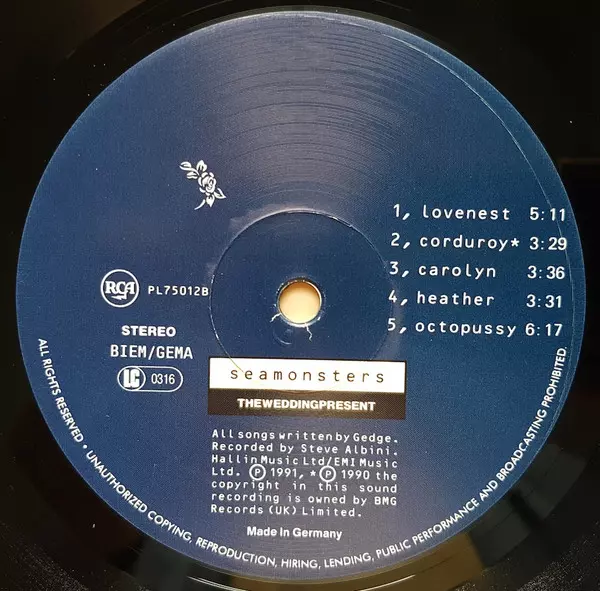 1, lovenest 5:11
2, corduroy* 3:29
3, carolyn 3:36
4, heather 3:31
5, octopussy 6:17
RCA PL75012B
STEREO
BIEM/GEMA
LC 0316
seamonsters
THEWEDDINGPRESENT
All songs written by Gedge.
Recorded by Steve Albini.
Hallin Music Ltd/EMI Music
Ltd. Ⓟ 1991, * Ⓟ 1990 the
copyright in this sound
recording is owned by BMG
Records (UK) Limited.
Made in Germany
ALL RIGHTS RESERVED • UNAUTHORIZED COPYING, REPRODUCTION, HIRING, LENDING, PUBLIC PERFORMANCE AND BROADCASTING PROHIBITED.